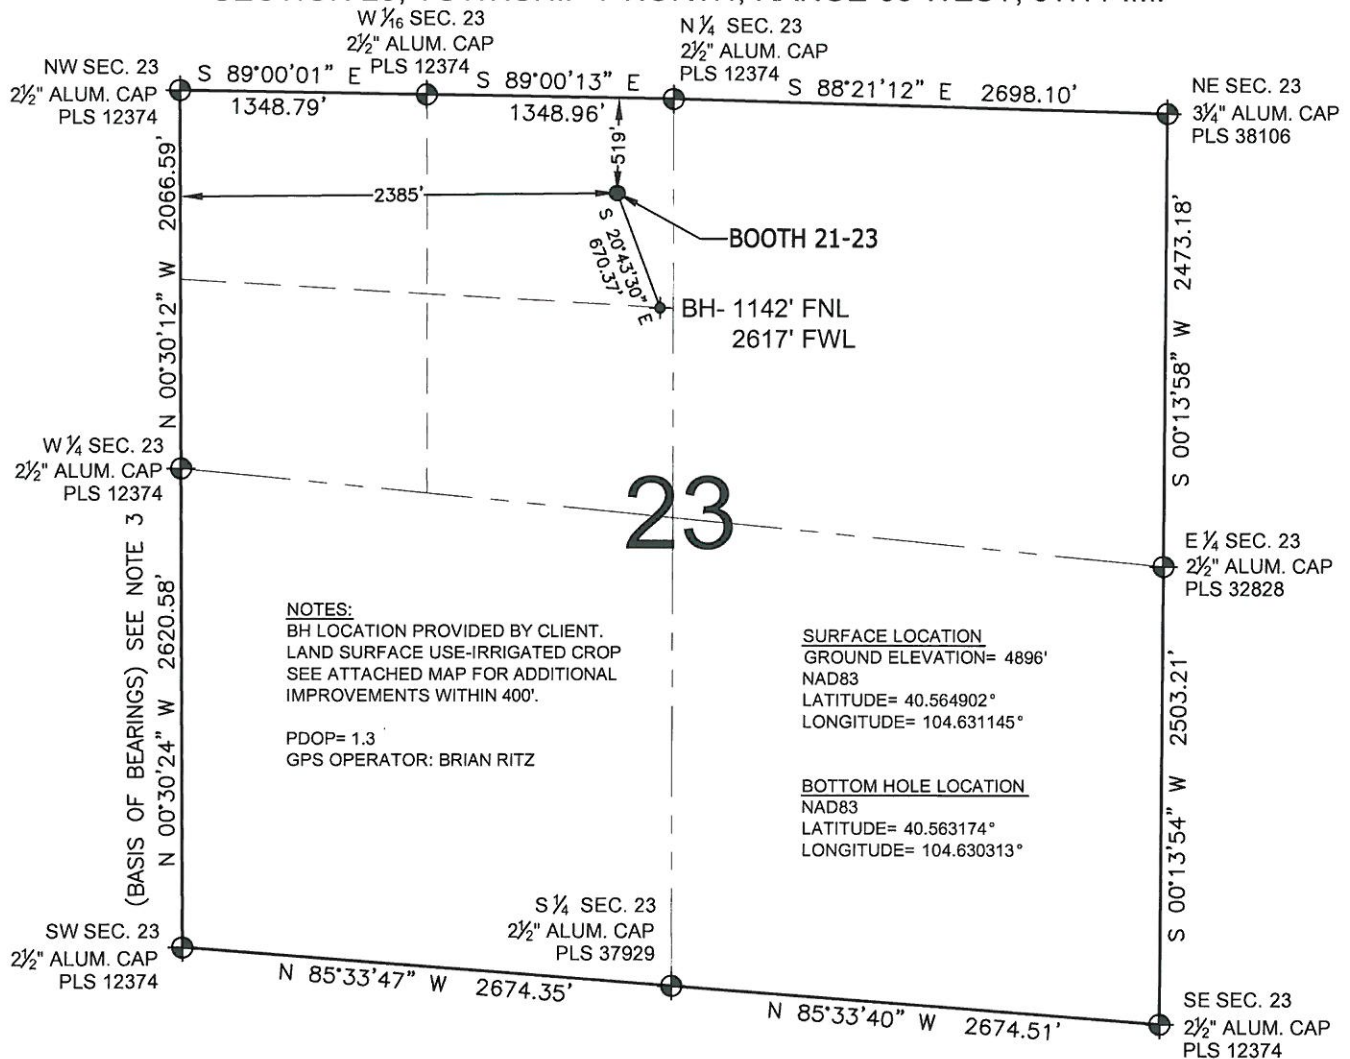 W 1/16 SEC. 23
2½" ALUM. CAP
PLS 12374
N ¼ SEC. 23
2½" ALUM. CAP
PLS 12374
NW SEC. 23
2½" ALUM. CAP
PLS 12374
S 89°00'01" E
1348.79'
S 89°00'13" E
1348.96'
S 88°21'12" E 2698.10'
NE SEC. 23
3¼" ALUM. CAP
PLS 38106
519'
2385'
BOOTH 21-23
S 20°43'30" E
670.37'
BH- 1142' FNL
2617' FWL
N 00°30'12" W 2066.59'
S 00°13'58" W 2473.18'
W ¼ SEC. 23
2½" ALUM. CAP
PLS 12374
23
E ¼ SEC. 23
2½" ALUM. CAP
PLS 32828
(BASIS OF BEARINGS) SEE NOTE 3
N 00°30'24" W 2620.58'
NOTES:
BH LOCATION PROVIDED BY CLIENT.
LAND SURFACE USE-IRRIGATED CROP
SEE ATTACHED MAP FOR ADDITIONAL
IMPROVEMENTS WITHIN 400'.
PDOP= 1.3
GPS OPERATOR: BRIAN RITZ
SURFACE LOCATION
GROUND ELEVATION= 4896'
NAD83
LATITUDE= 40.564902°
LONGITUDE= 104.631145°
BOTTOM HOLE LOCATION
NAD83
LATITUDE= 40.563174°
LONGITUDE= 104.630313°
S 00°13'54" W 2503.21'
SW SEC. 23
2½" ALUM. CAP
PLS 12374
S ¼ SEC. 23
2½" ALUM. CAP
PLS 37929
N 85°33'47" W 2674.35'
N 85°33'40" W 2674.51'
SE SEC. 23
2½" ALUM. CAP
PLS 12374